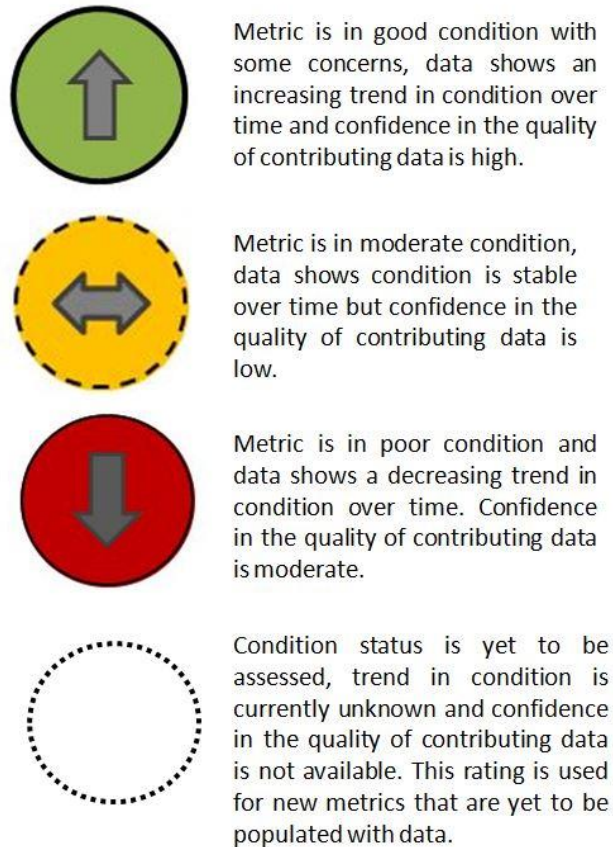 Metric is in good condition with
some concerns, data shows an
increasing trend in condition over
time and confidence in the quality
of contributing data is high.
Metric is in moderate condition,
data shows condition is stable
over time but confidence in the
quality of contributing data is
low.
Metric is in poor condition and
data shows a decreasing trend in
condition over time. Confidence
in the quality of contributing data
is moderate.
Condition status is yet to be
assessed, trend in condition is
currently unknown and confidence
in the quality of contributing data
is not available. This rating is used
for new metrics that are yet to be
populated with data.